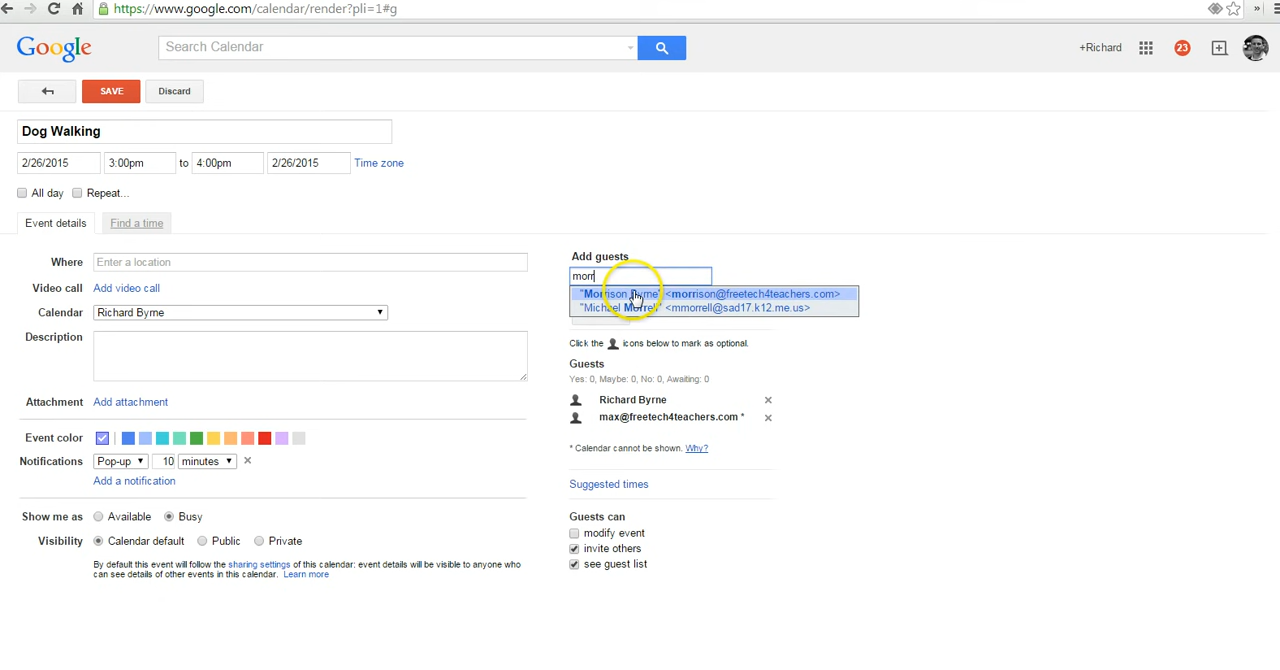 https://www.google.com/calendar/render?pli=1#g
»
Google
Search Calendar
+Richard
23
SAVE
Discard
Dog Walking
2/26/2015 3:00pm to 4:00pm 2/26/2015 Time zone
All day Repeat...
Event details Find a time
Where Enter a location
Video call Add video call
Calendar Richard Byrne
Description
Attachment Add attachment
Event color
Notifications Pop-up 10 minutes
Add a notification
Show me as Available Busy
Visibility Calendar default Public Private
By default this event will follow the sharing settings of this calendar: event details will be visible to anyone who
can see details of other events in this calendar. Learn more
Add guests
morr
"Morrison Byrne" <morrison@freetech4teachers.com>
"Michael Morrell" <mmorrell@sad17.k12.me.us>
Click the icons below to mark as optional.
Guests
Yes: 0, Maybe: 0, No: 0, Awaiting: 0
Richard Byrne
max@freetech4teachers.com *
* Calendar cannot be shown. Why?
Suggested times
Guests can
modify event
invite others
see guest list